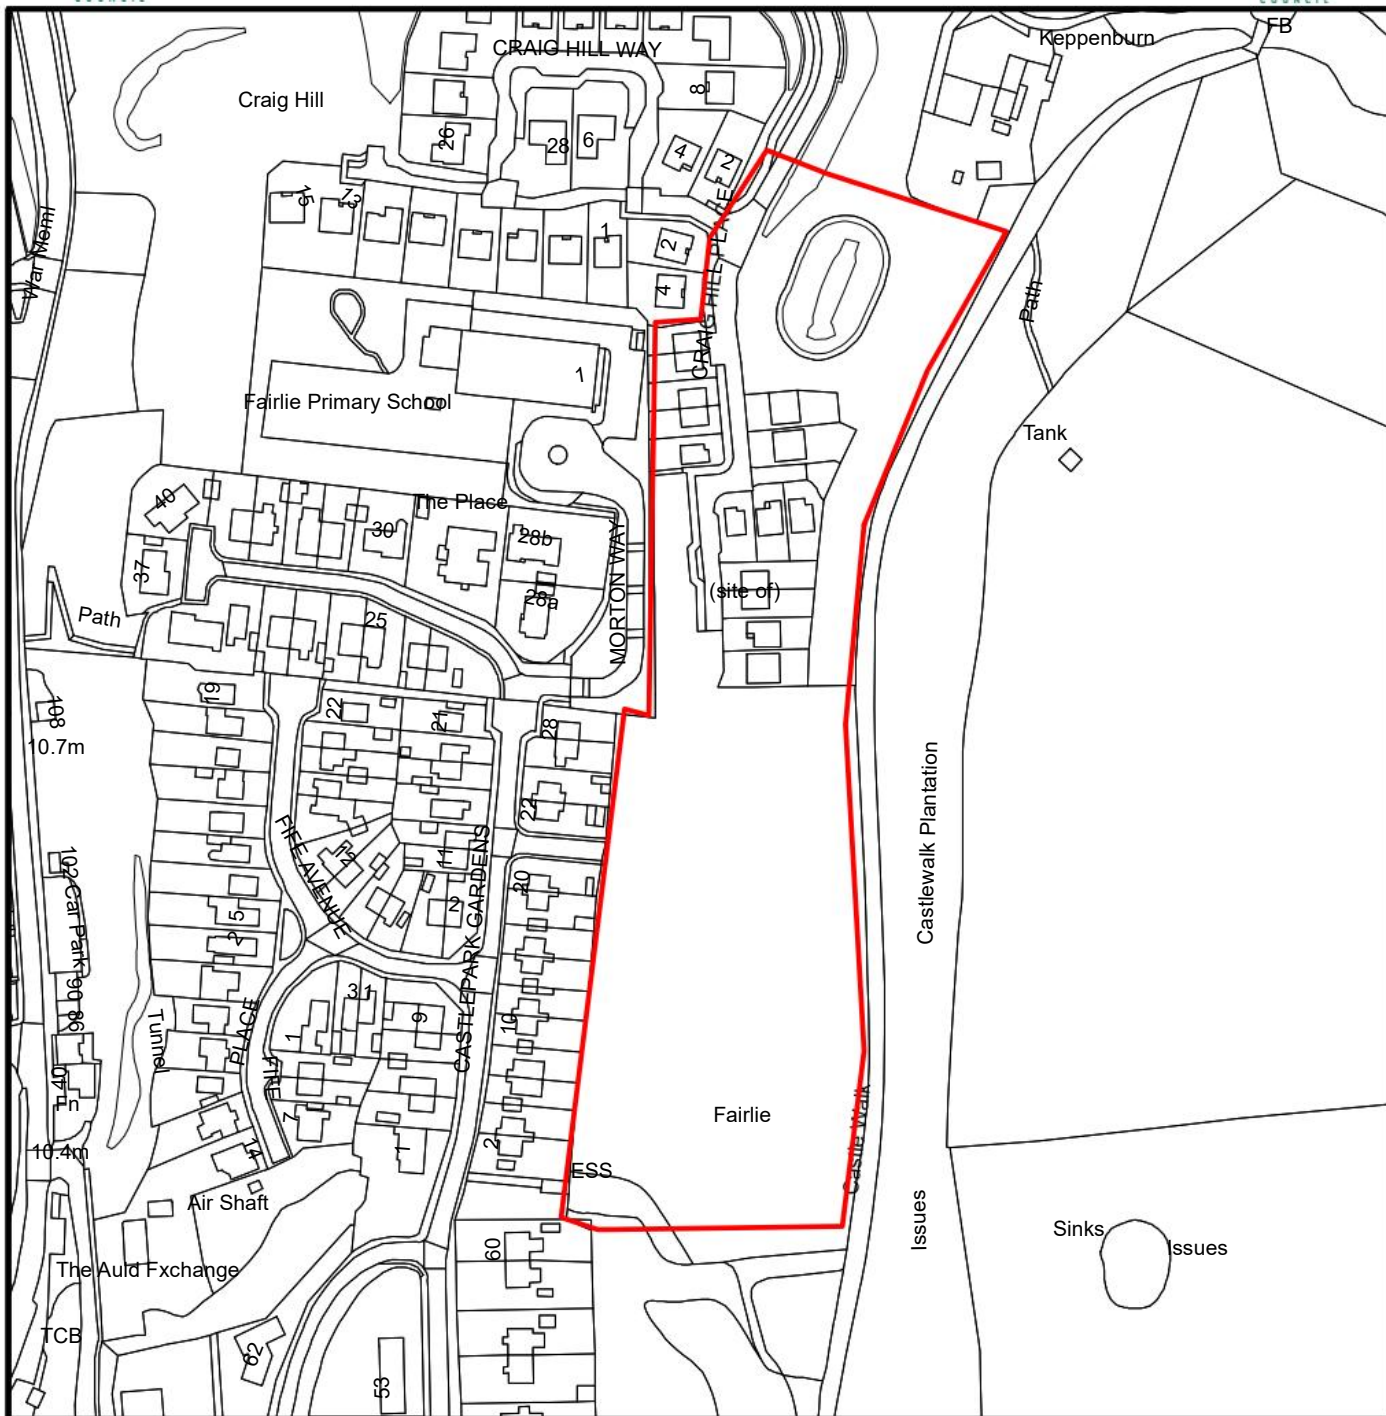 FB
Keppenburn
CRAIG HILL WAY
Craig Hill
8
26
28
6
4
2
15
13
War Meml
1
2
4
CRAIG HILL PLACE
Path
1
Fairlie Primary School
Tank
40
The Place
30
28b
MORTON WAY
37
28a
(site of)
Path
25
19
22
21
28
108
10.7m
22
Castlewalk Plantation
FIFE AVENUE
12
11
CASTLEPARK GARDENS
102
Car Park
20
2
5
2
90
86
31
9
10
Tunnel
PLACE
1
FIFE
40
Fn
7
Fairlie
Castle Walk
2
1
14
10.4m
ESS
Air Shaft
Issues
Sinks
Issues
60
The Auld Exchange
TCB
62
53